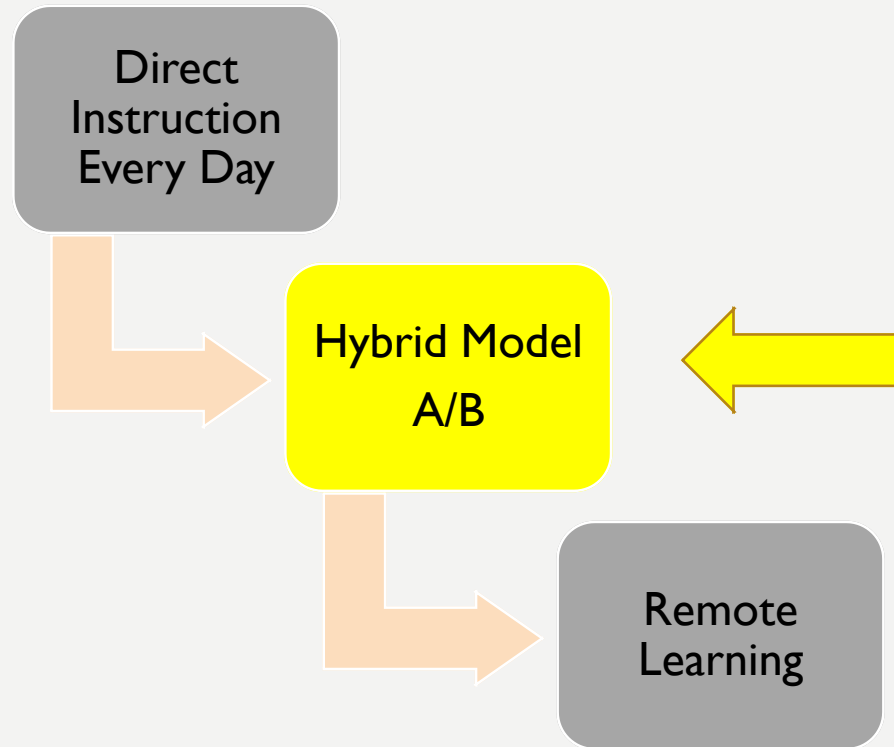 Direct
Instruction
Every Day
Hybrid Model
A/B
Remote
Learning